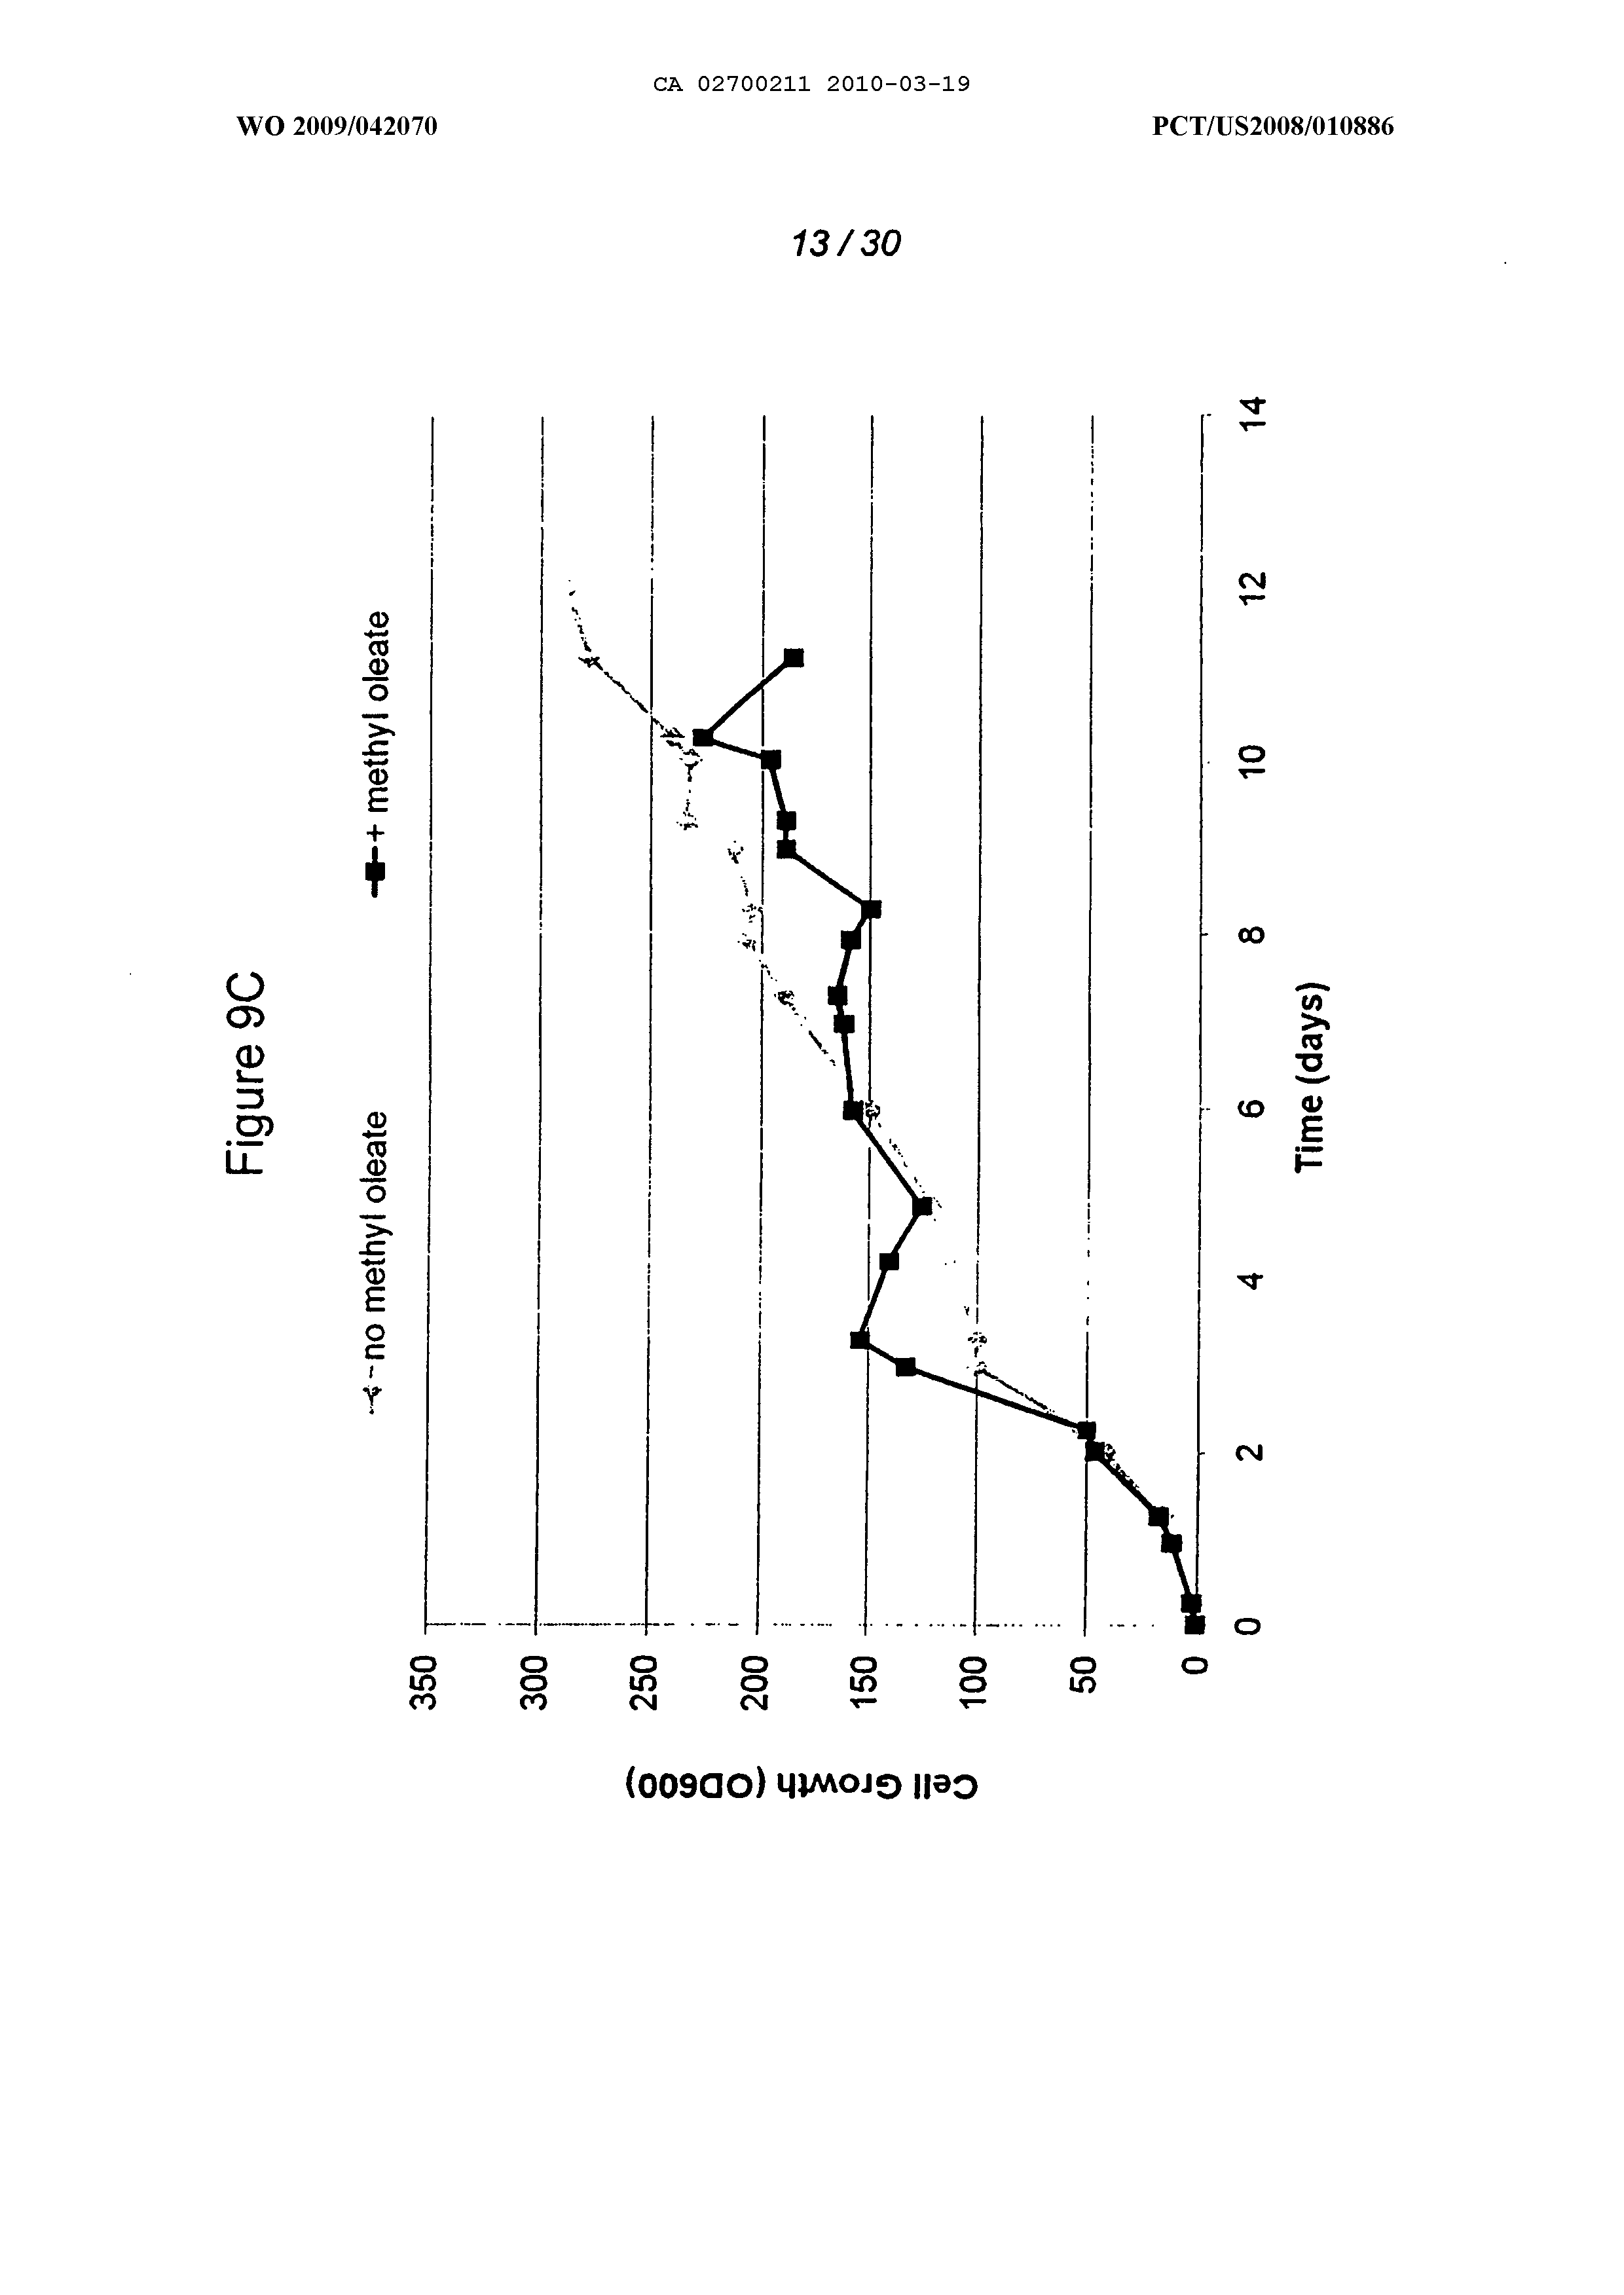 CA 02700211 2010-03-19
WO 2009/042070 PCT/US2008/010886
13 / 30
Figure 9C
no methyl oleate + methyl oleate
350
300
250
200
150
100
50
0
Cell Growth (OD600)
0 2 4 6 8 10 12 14
Time (days)